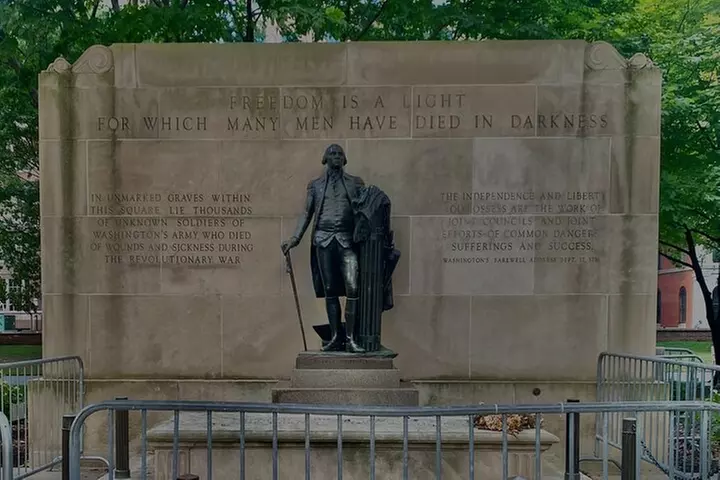 FREEDOM IS A LIGHT
FOR WHICH MANY MEN HAVE DIED IN DARKNESS
IN UNMARKED GRAVES WITHIN
THIS SQUARE LIE THOUSANDS
OF UNKNOWN SOLDIERS OF
WASHINGTON'S ARMY WHO DIED
OF WOUNDS AND SICKNESS DURING
THE REVOLUTIONARY WAR
THE INDEPENDENCE AND LIBERTY
POSSESS ARE THE WORK OF
JOINT COUNCILS AND JOINT
EFFORTS OF COMMON DANGER
SUFFERINGS AND SUCCESS.
WASHINGTON'S FAREWELL ADDRESS SEPT. 17,